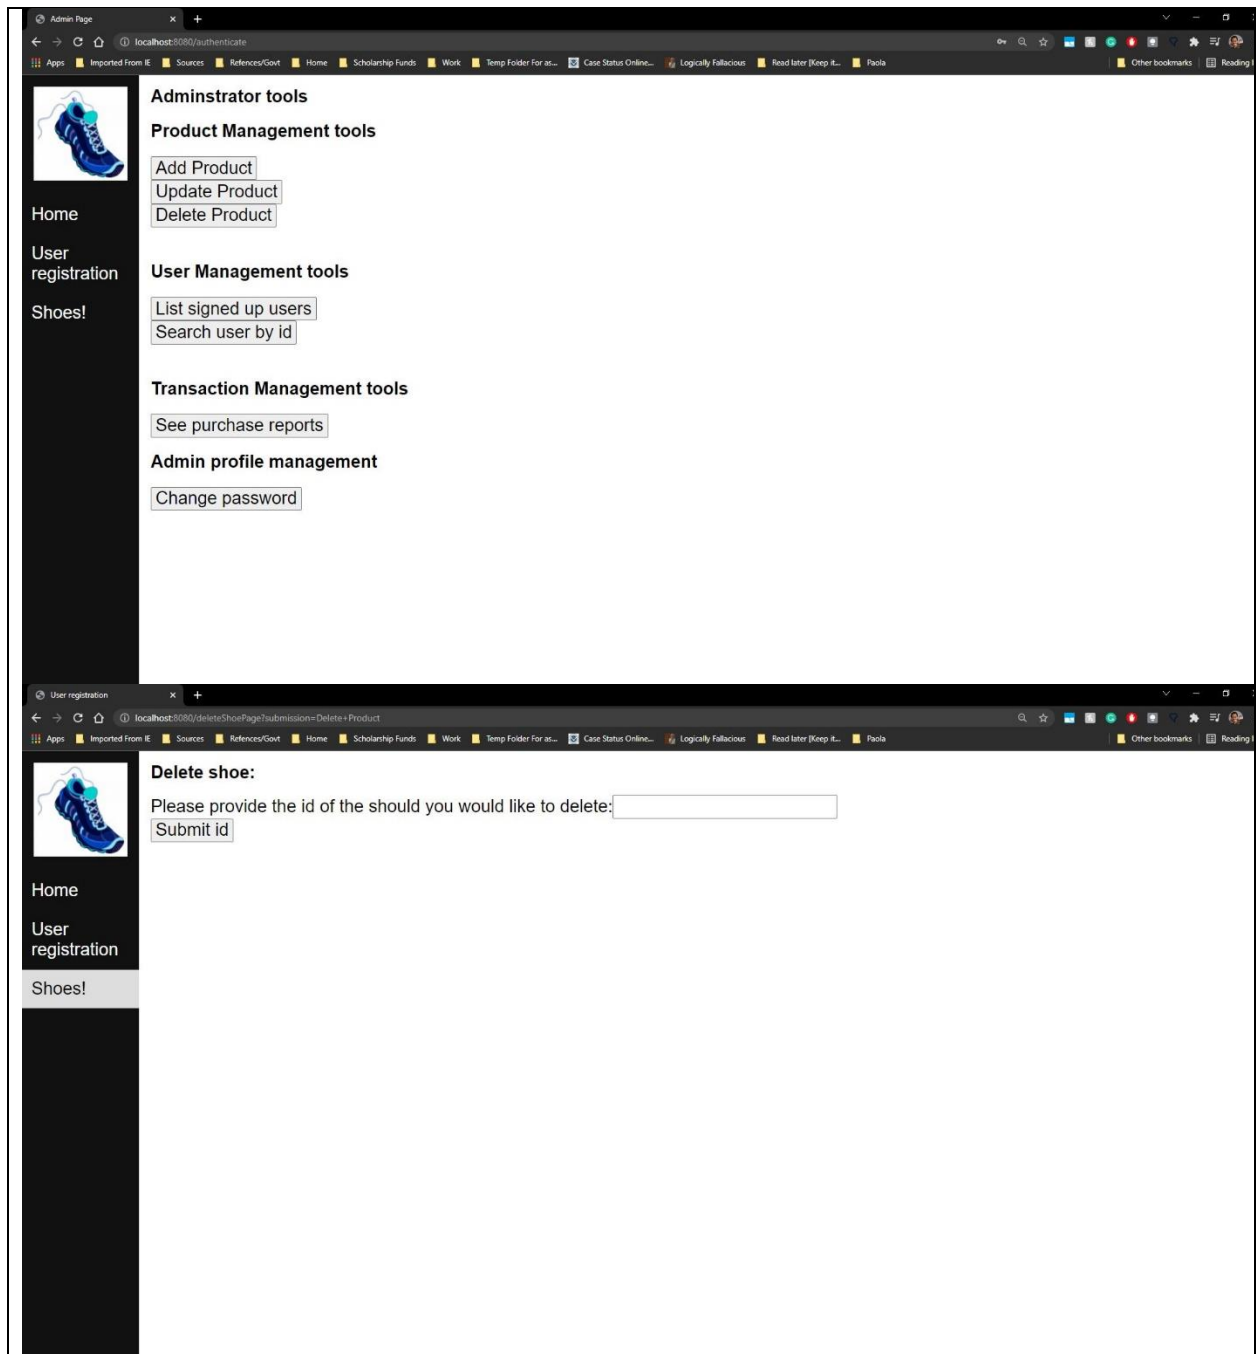 Admin Page
localhost:8080/authenticate
Apps Imported From IE Sources Refences/Govt Home Scholarship Funds Work Temp Folder For as... Case Status Online... Logically Fallacious Read later [Keep it... Paola Other bookmarks Reading l
Adminstrator tools
Product Management tools
Add Product
Update Product
Delete Product
Home
User
registration
User Management tools
Shoes!
List signed up users
Search user by id
Transaction Management tools
See purchase reports
Admin profile management
Change password
User registration
localhost:8080/deleteShoePage?submission=Delete+Product
Apps Imported From IE Sources Refences/Govt Home Scholarship Funds Work Temp Folder For as... Case Status Online... Logically Fallacious Read later [Keep it... Paola Other bookmarks Reading l
Delete shoe:
Please provide the id of the should you would like to delete:
Submit id
Home
User
registration
Shoes!